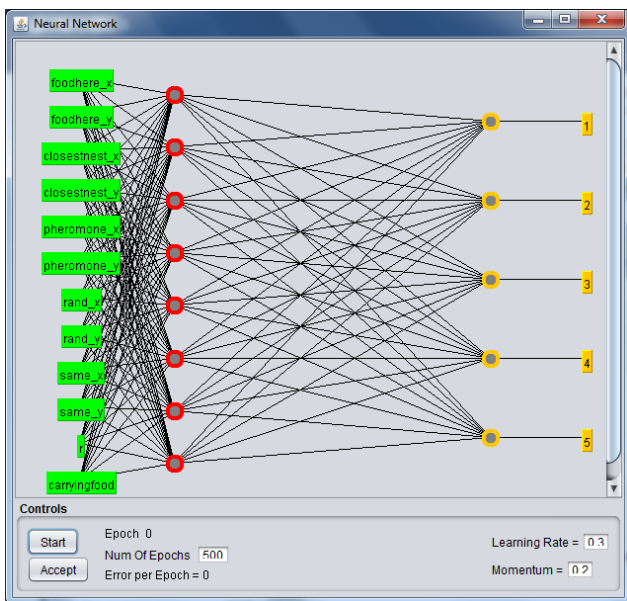 Neural Network
foodhere_x
foodhere_y
closestnest_x
closestnest_y
pheromone_x
pheromone_y
rand_x
rand_y
same_x
same_y
r
carryingfood
1
2
3
4
5
Controls
Start
Accept
Epoch 0
Num Of Epochs 500
Error per Epoch = 0
Learning Rate = 0.3
Momentum = 0.2